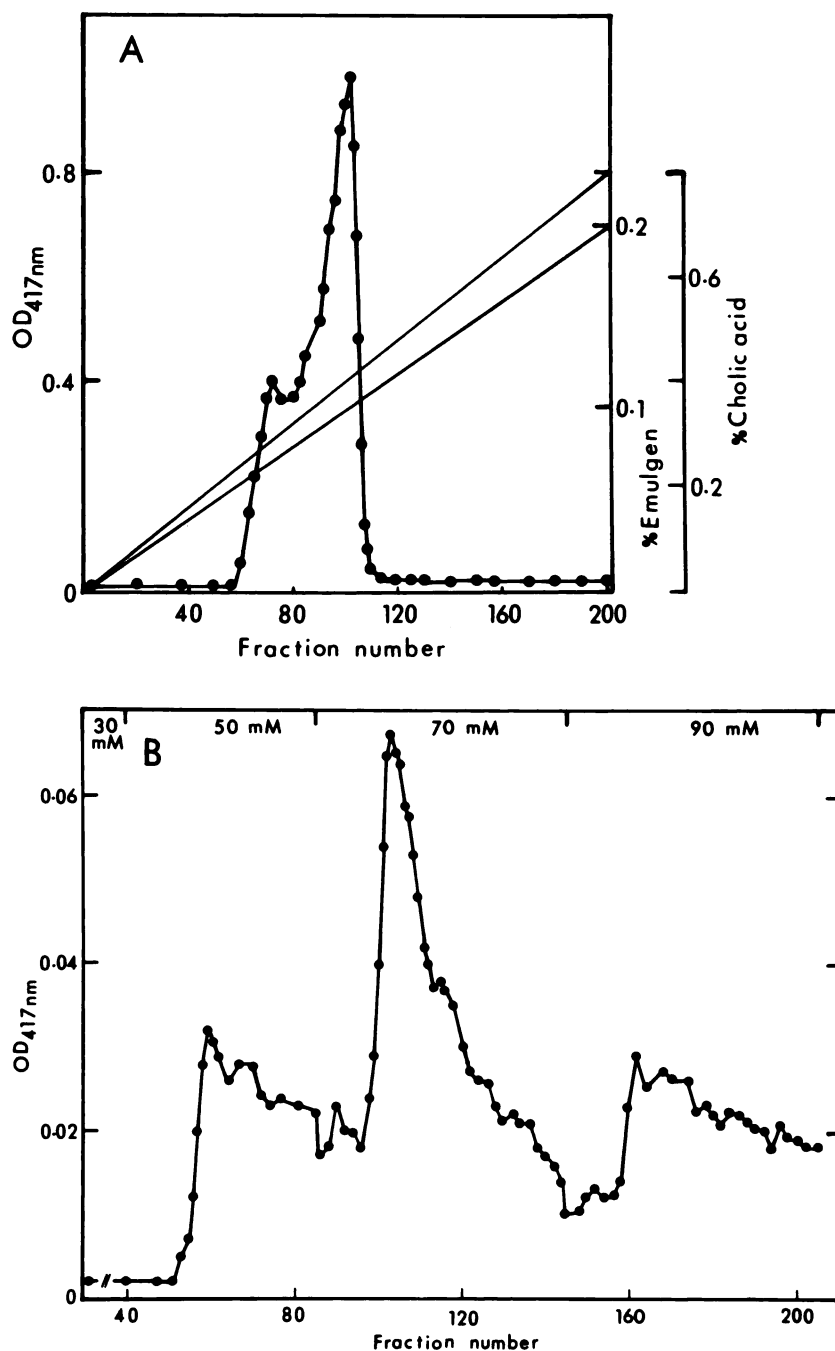 A
OD417nm
0·8
0·4
0
40
80
120
160
200
Fraction number
0·2
0·1
%Emulgen
0·6
0·2
%Cholic acid
30 mM
50 mM
70 mM
90 mM
B
OD417nm
0·06
0·04
0·02
0
40
80
120
160
200
Fraction number